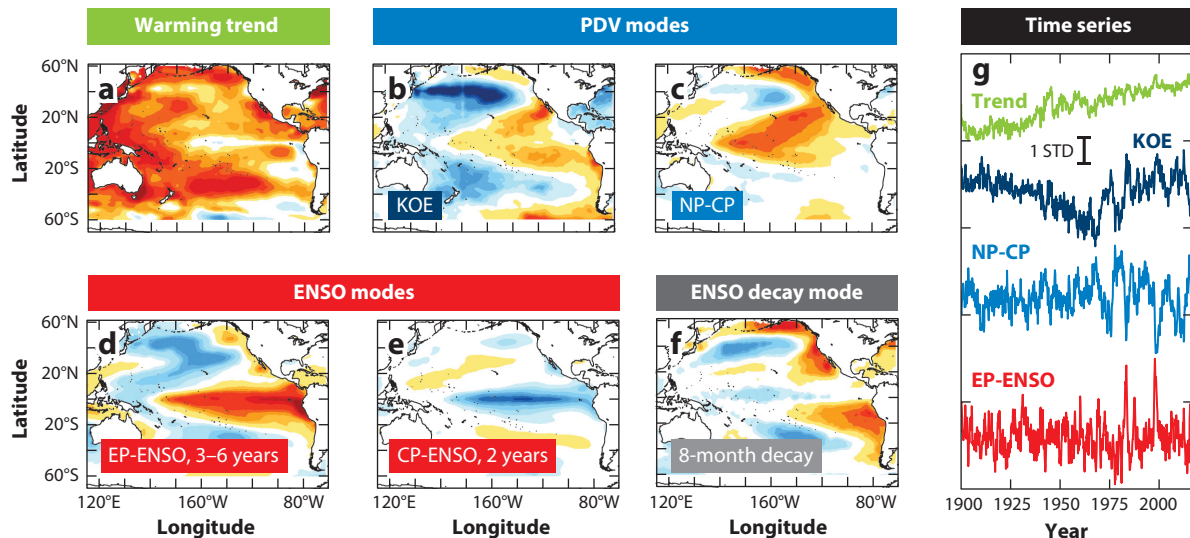 Warming trend
PDV modes
Time series
60°N
20°N
20°S
60°S
Latitude
a
b
KOE
c
NP-CP
g
Trend
1 STD
KOE
NP-CP
EP-ENSO
1900 1925 1950 1975 2000
Year
ENSO modes
ENSO decay mode
60°N
20°N
20°S
60°S
Latitude
d
EP-ENSO, 3–6 years
e
CP-ENSO, 2 years
f
8-month decay
120°E 160°W 80°W
120°E 160°W 80°W
120°E 160°W 80°W
Longitude
Longitude
Longitude